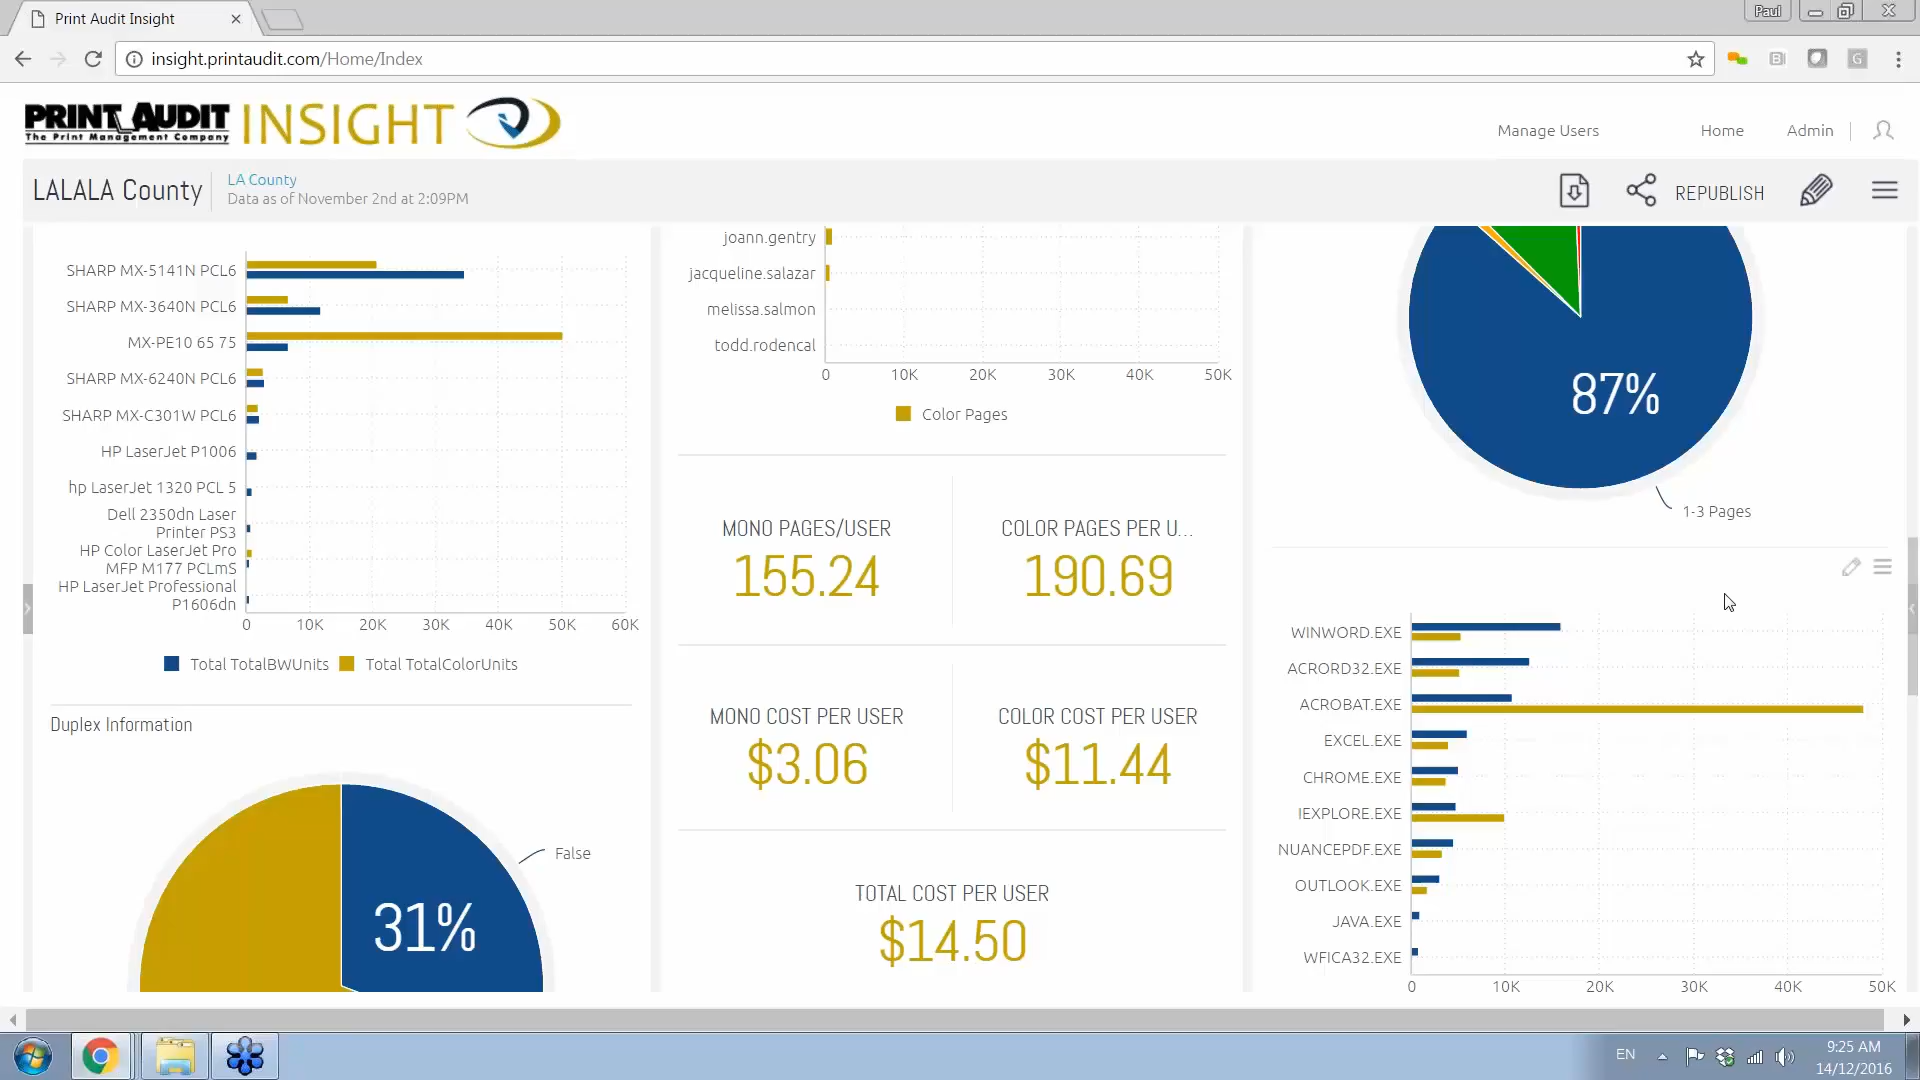 Print Audit Insight
Paul
insight.printaudit.com/Home/Index
PRINT AUDIT
The Print Management Company
INSIGHT
Manage Users
Home
Admin
LALALA County
LA County
Data as of November 2nd at 2:09PM
REPUBLISH
SHARP MX-5141N PCL6
SHARP MX-3640N PCL6
MX-PE10 65 75
SHARP MX-6240N PCL6
SHARP MX-C301W PCL6
HP LaserJet P1006
hp LaserJet 1320 PCL 5
Dell 2350dn Laser
Printer PS3
HP Color LaserJet Pro
MFP M177 PCLmS
HP LaserJet Professional
P1606dn
0 10K 20K 30K 40K 50K 60K
Total TotalBWUnits Total TotalColorUnits
Duplex Information
False
31%
joann.gentry
jacqueline.salazar
melissa.salmon
todd.rodencal
0 10K 20K 30K 40K 50K
Color Pages
MONO PAGES/USER
155.24
COLOR PAGES PER U...
190.69
MONO COST PER USER
$3.06
COLOR COST PER USER
$11.44
TOTAL COST PER USER
$14.50
87%
1-3 Pages
WINWORD.EXE
ACRORD32.EXE
ACROBAT.EXE
EXCEL.EXE
CHROME.EXE
IEXPLORE.EXE
NUANCEPDF.EXE
OUTLOOK.EXE
JAVA.EXE
WFICA32.EXE
0 10K 20K 30K 40K 50K
EN
9:25 AM
14/12/2016